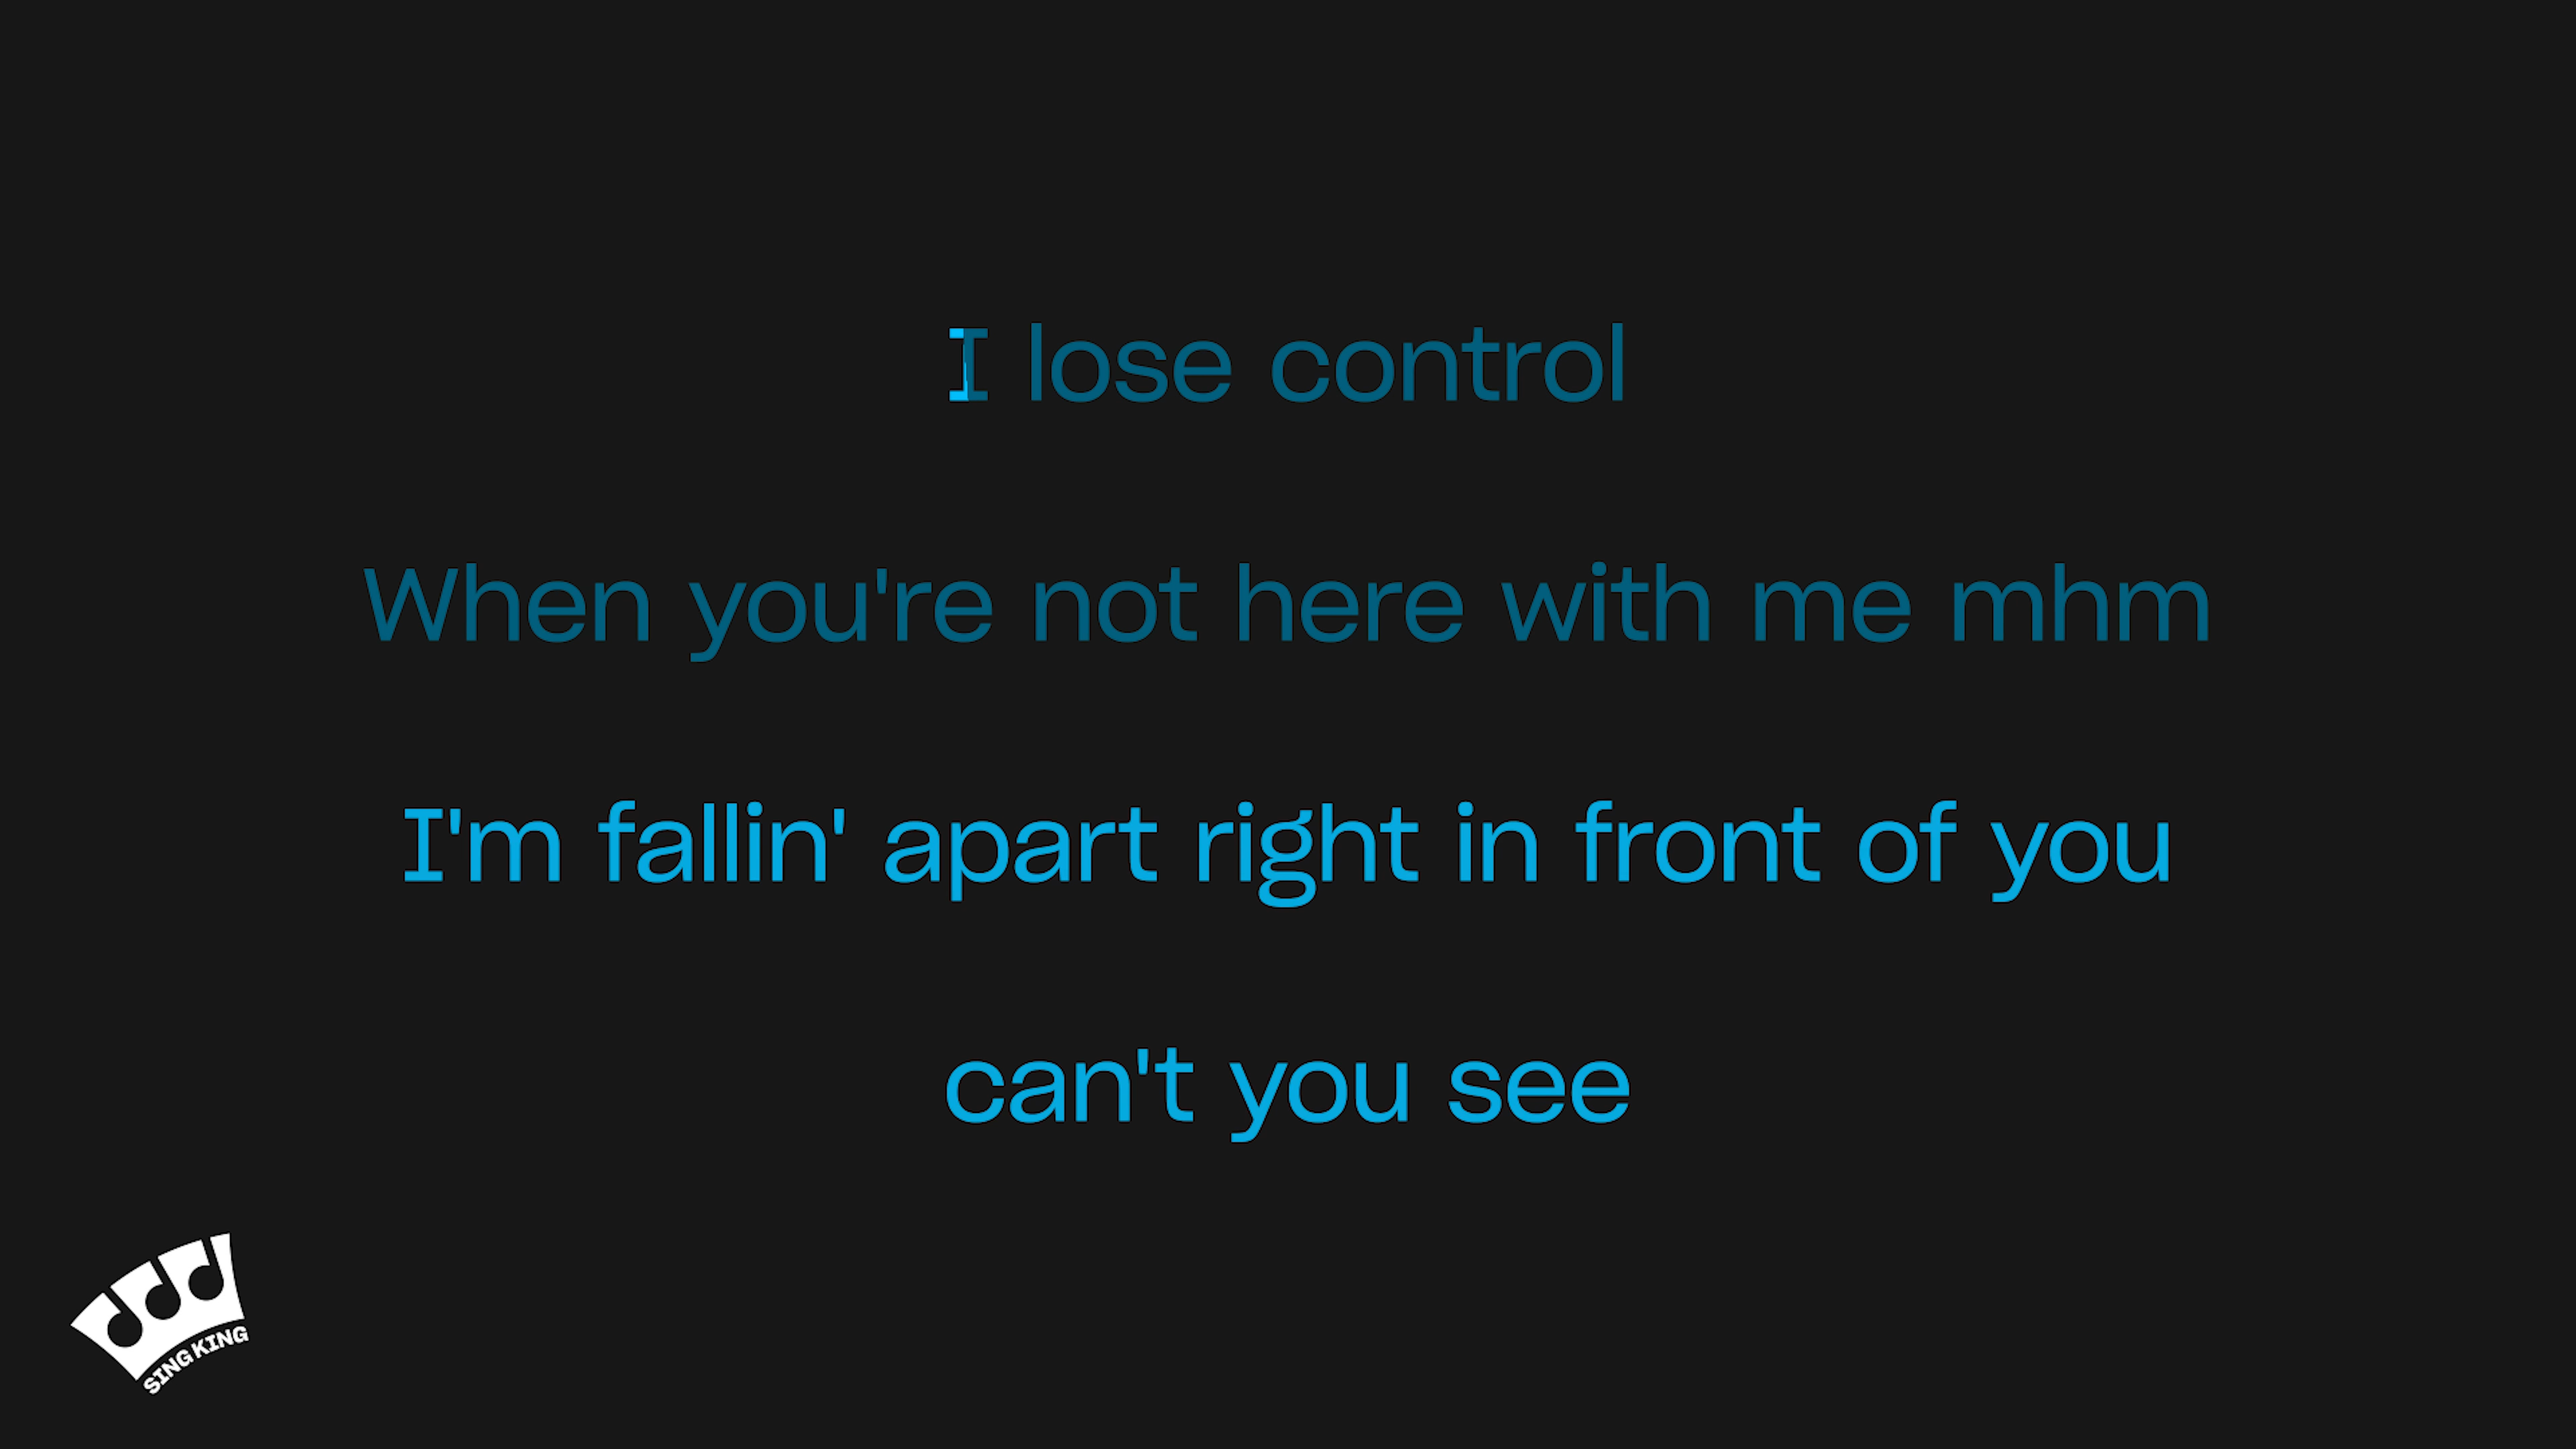 I lose control
When you're not here with me mhm
I'm fallin' apart right in front of you
can't you see
SING KING